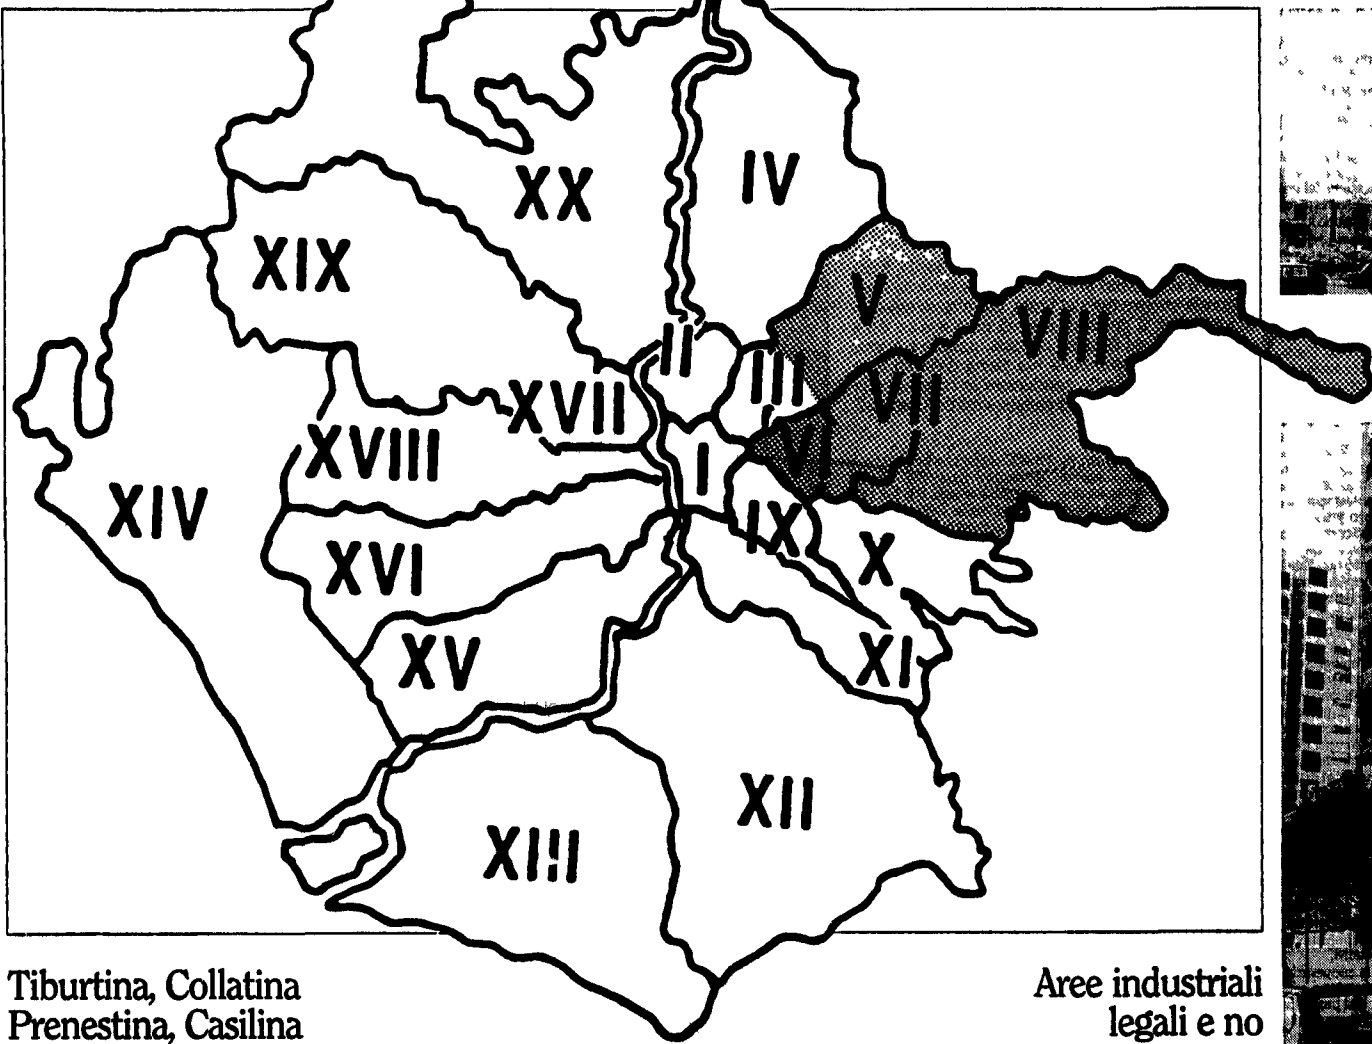 XX
IV
XIX
V
VIII
II
III
VII
XVII
XVIII
VI
I
XIV
IX
X
XVI
XV
XI
XII
XIII
Tiburtina, Collatina
Prenestina, Casilina
Aree industriali
legali e no